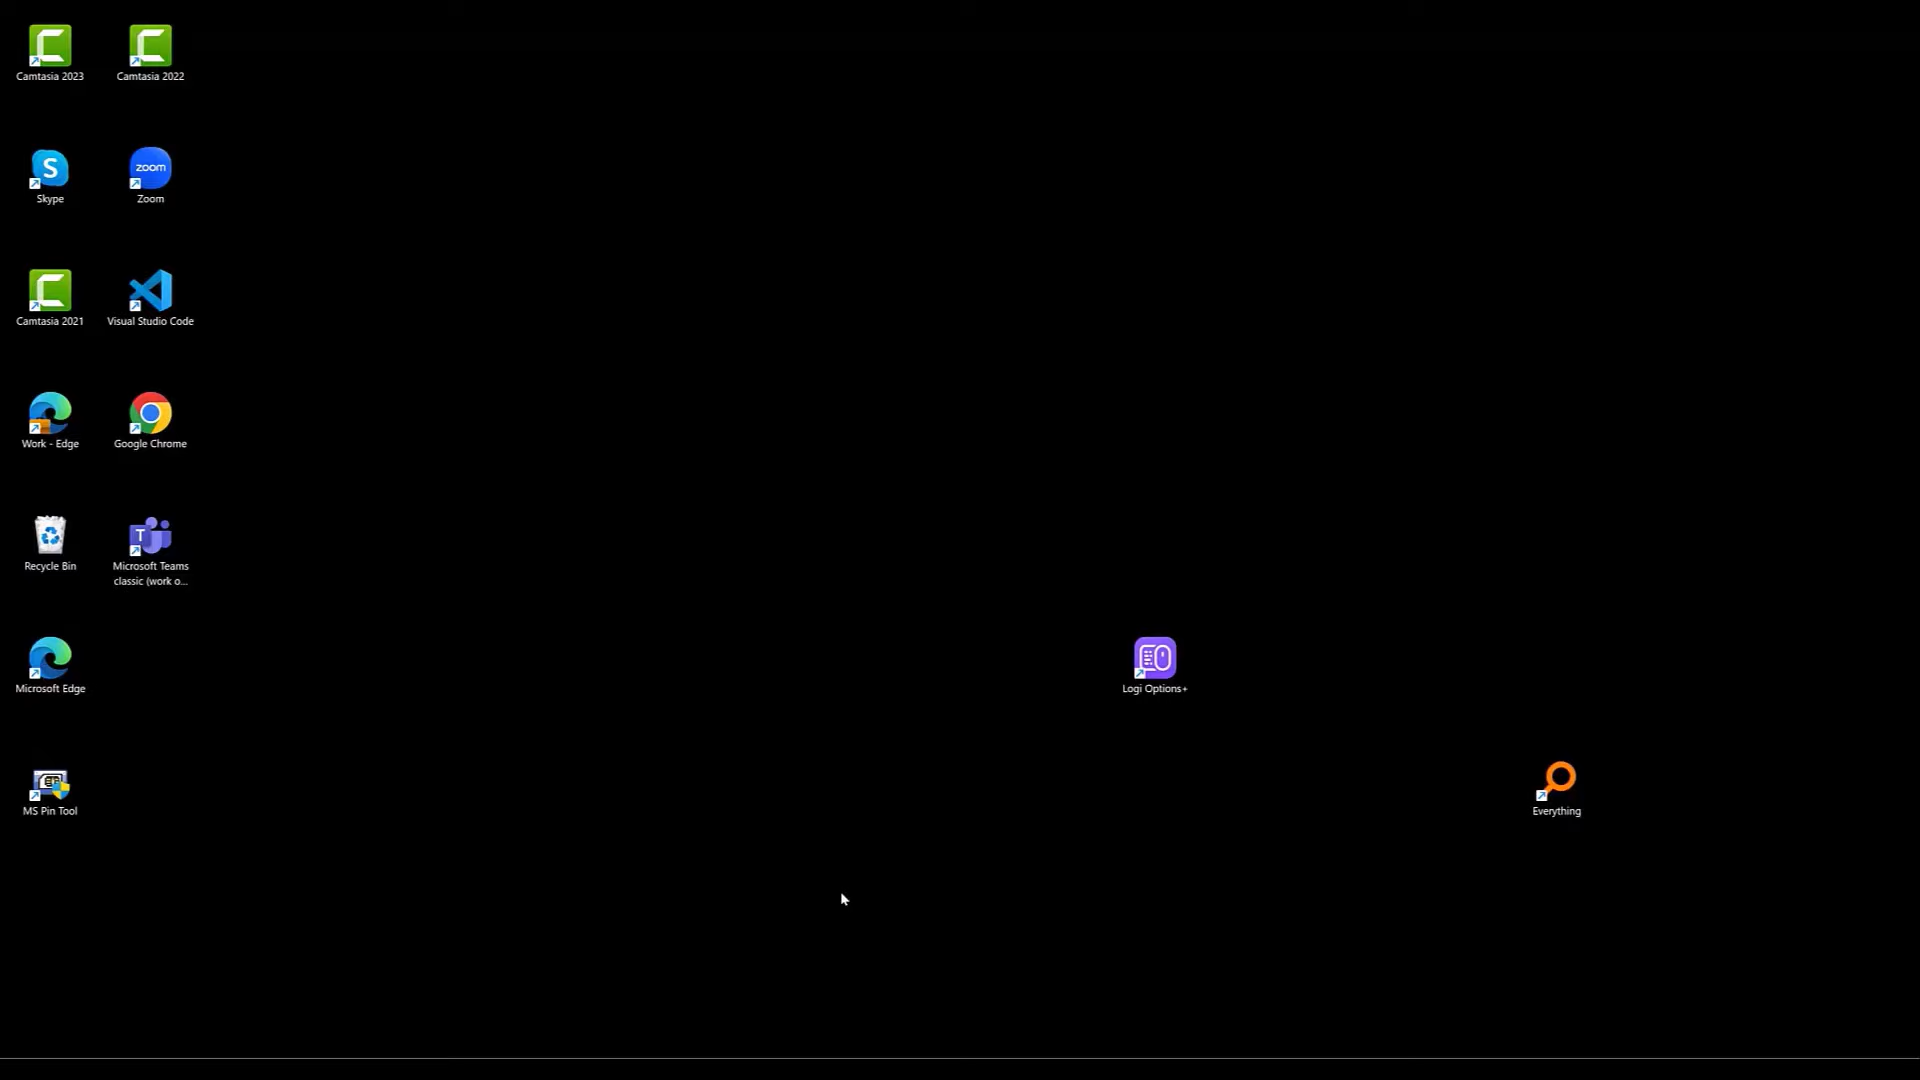 Camtasia 2023
Camtasia 2022
S
Skype
zoom
Zoom
Camtasia 2021
Visual Studio Code
Work - Edge
Google Chrome
Recycle Bin
T
Microsoft Teams
classic (work o...
Microsoft Edge
Logi Options+
MS Pin Tool
Everything